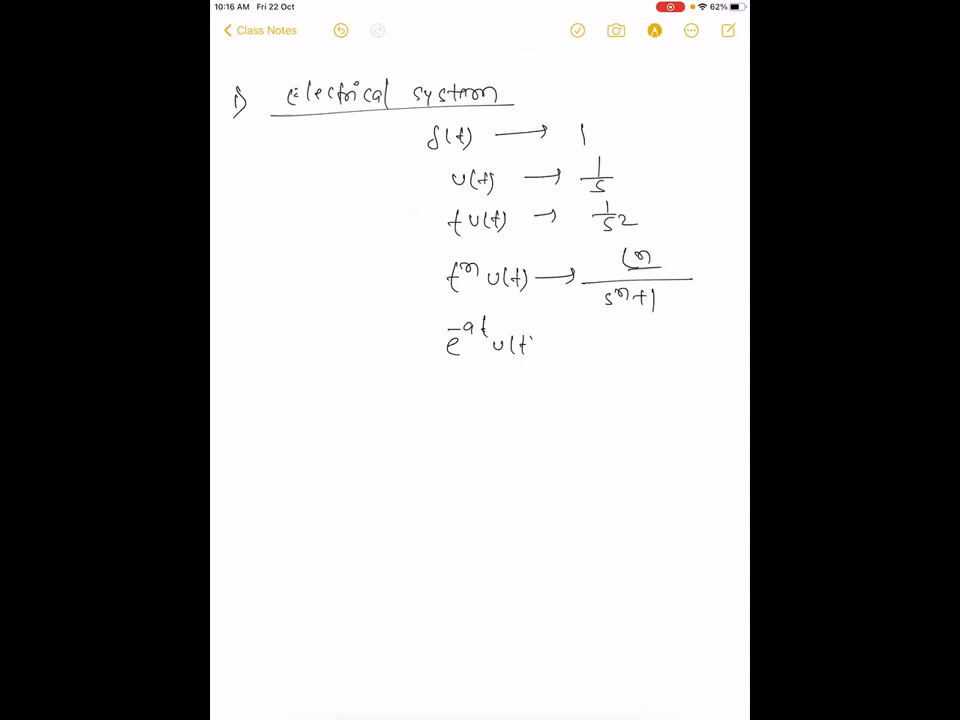 10:16 AM Fri 22 Oct 62%
Class Notes
1) Electrical system
δ(t) → 1
u(t) → 1/s
t u(t) → 1/s²
tⁿ u(t) → ⌊n / sⁿ⁺¹
e⁻ᵃᵗ u(t)